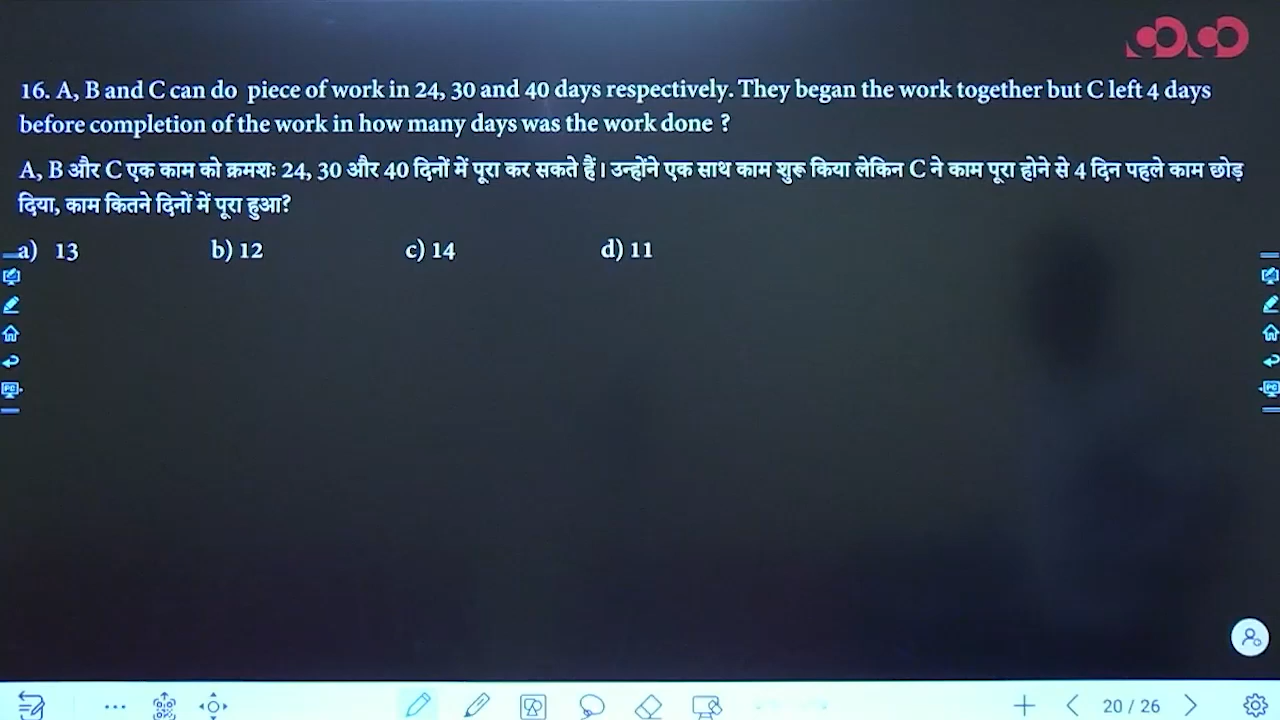 16. A, B and C can do piece of work in 24, 30 and 40 days respectively. They began the work together but C left 4 days
before completion of the work in how many days was the work done ?
A, B और C एक काम को क्रमशः 24, 30 और 40 दिनों में पूरा कर सकते हैं। उन्होंने एक साथ काम शुरू किया लेकिन C ने काम पूरा होने से 4 दिन पहले काम छोड़
दिया, काम कितने दिनों में पूरा हुआ?
a) 13 b) 12 c) 14 d) 11
PC PC
20 / 26